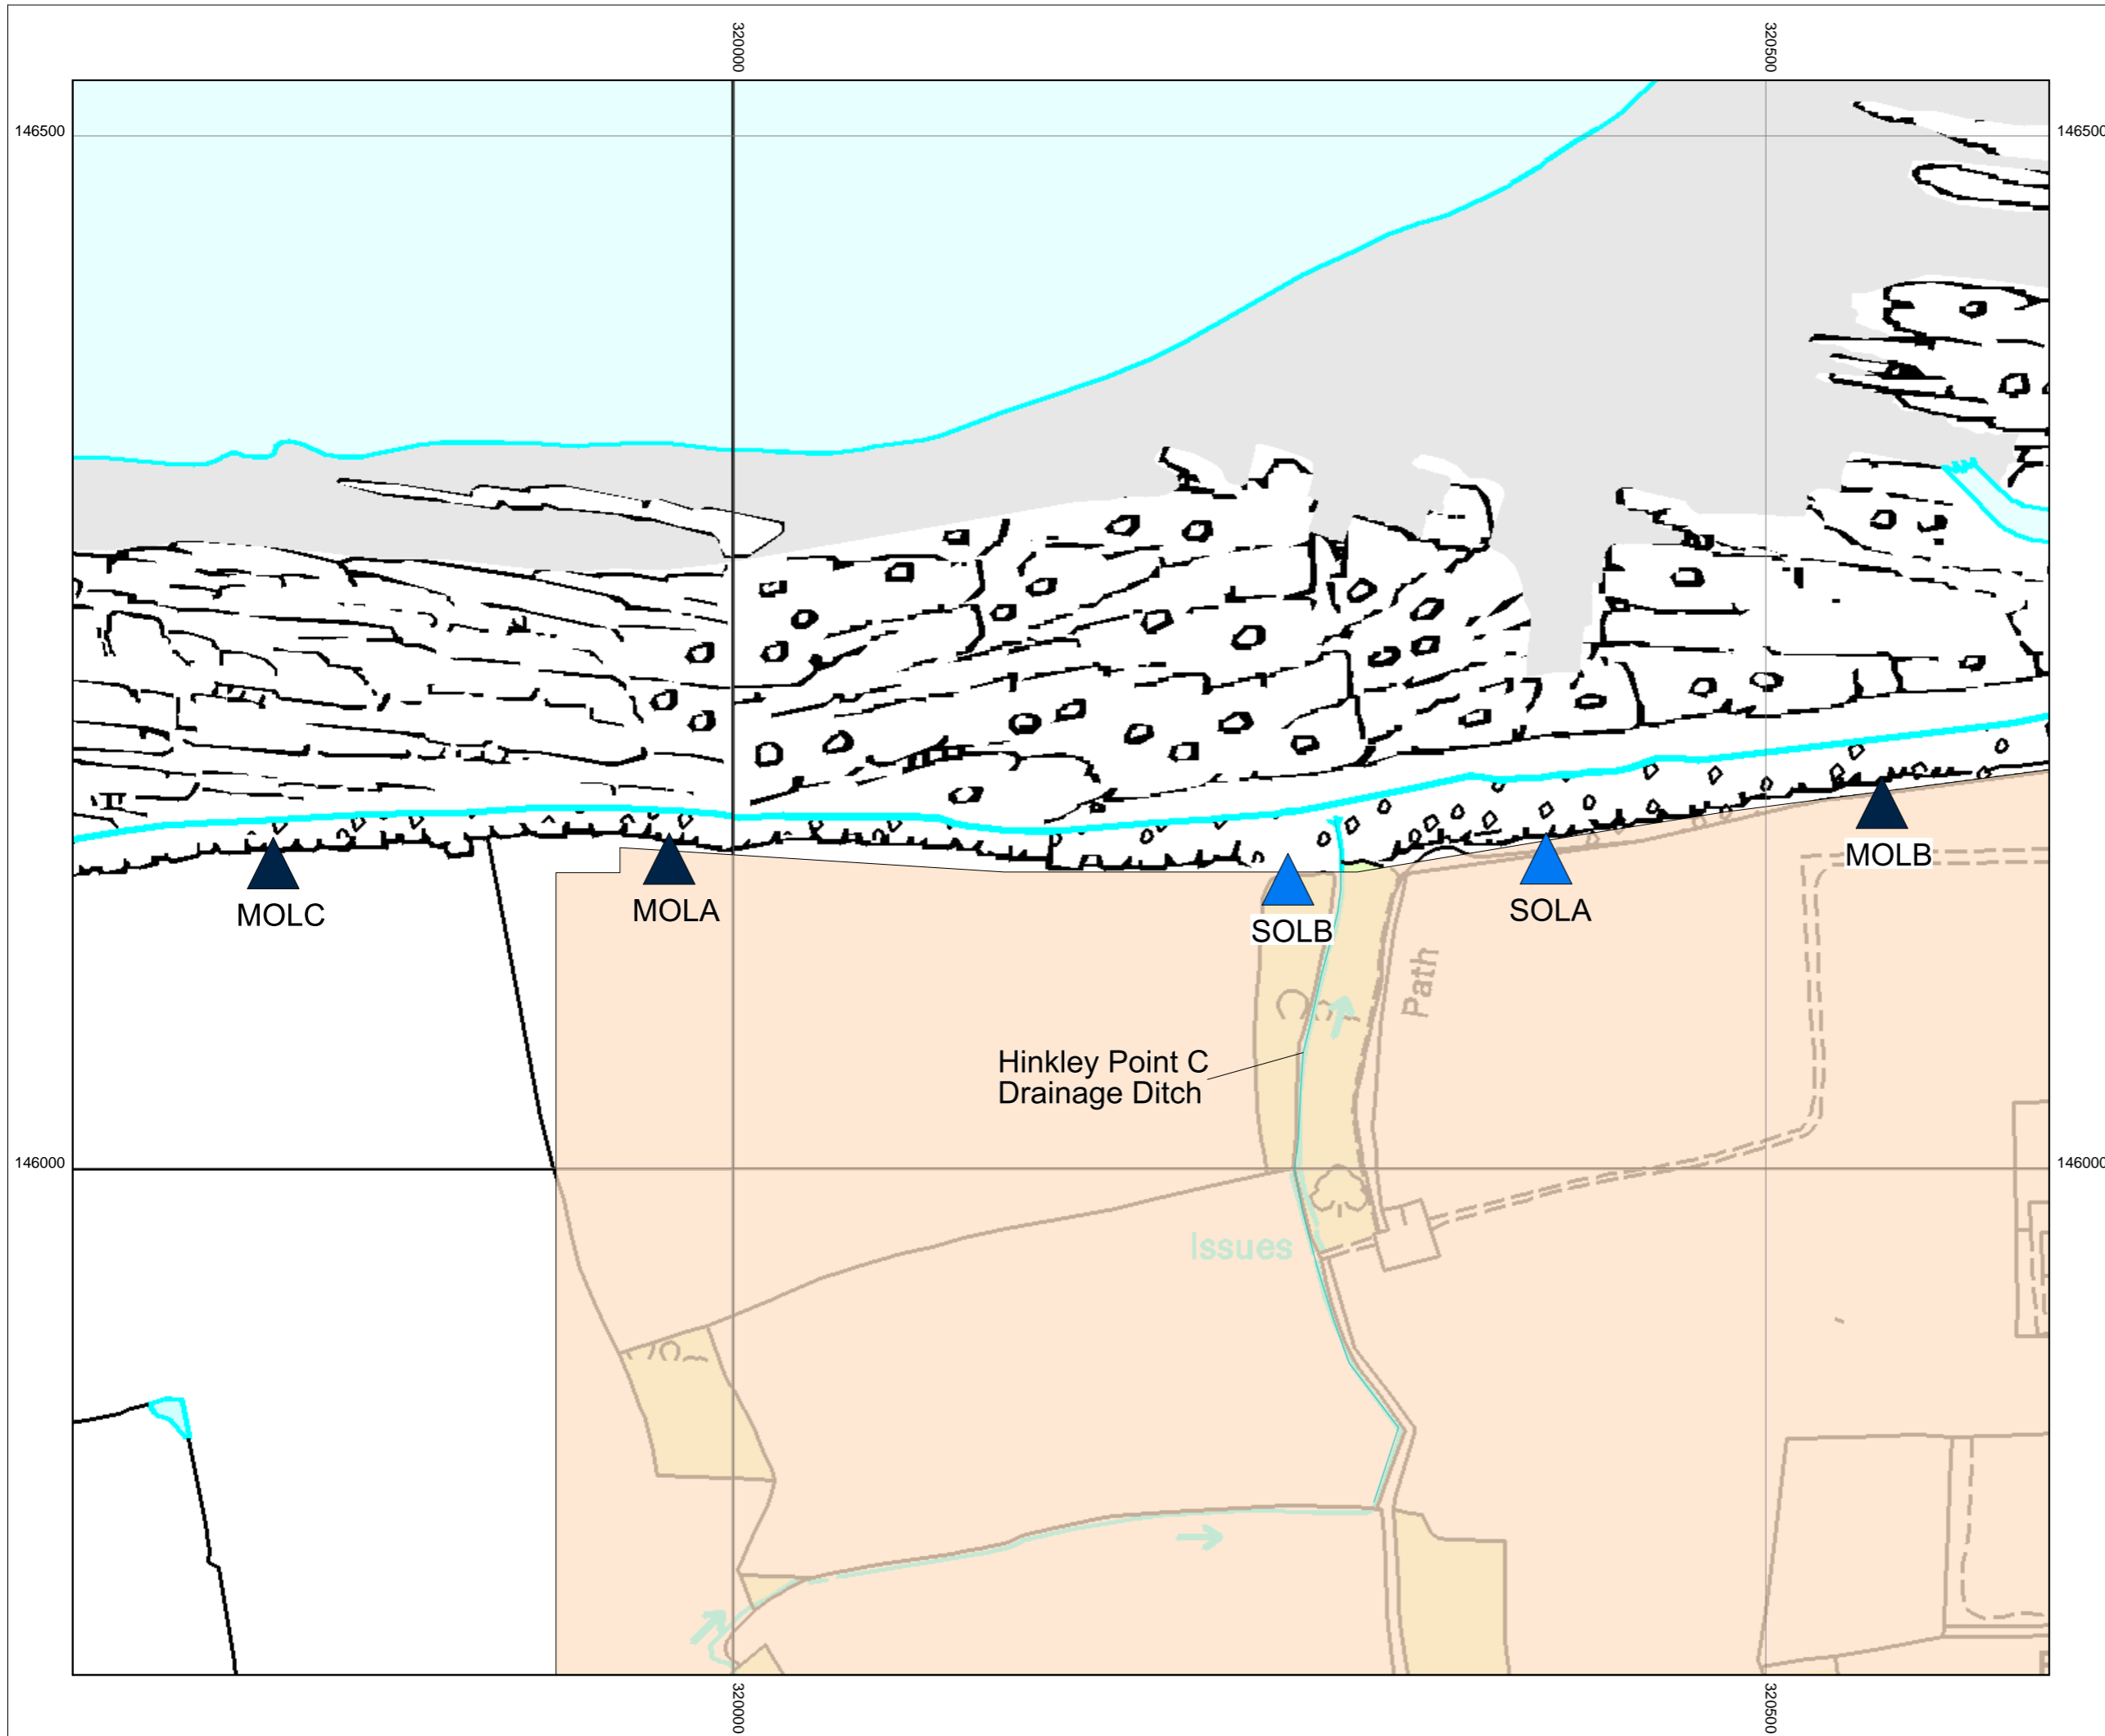 320000
320500
146500
146500
MOLC
MOLA
SOLB
SOLA
MOLB
Path
Hinkley Point C
Drainage Ditch
146000
146000
Issues
320000
320500